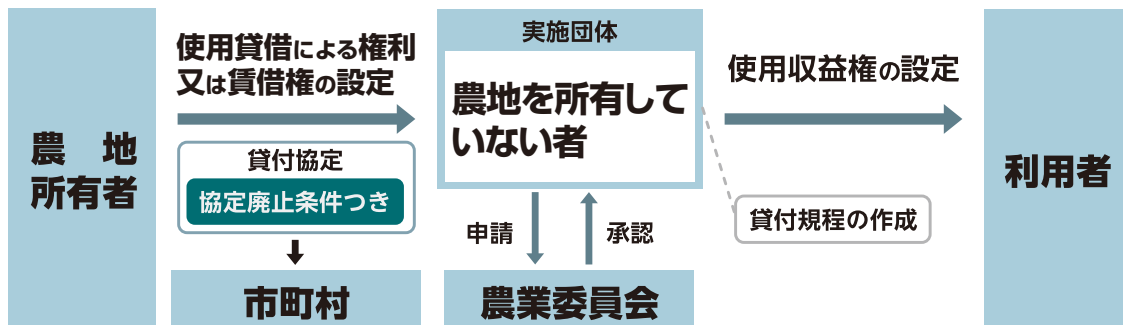 農地
所有者
使用貸借による権利
又は賃借権の設定
貸付協定
協定廃止条件つき
市町村
実施団体
農地を所有して
いない者
申請
承認
農業委員会
使用収益権の設定
貸付規程の作成
利用者